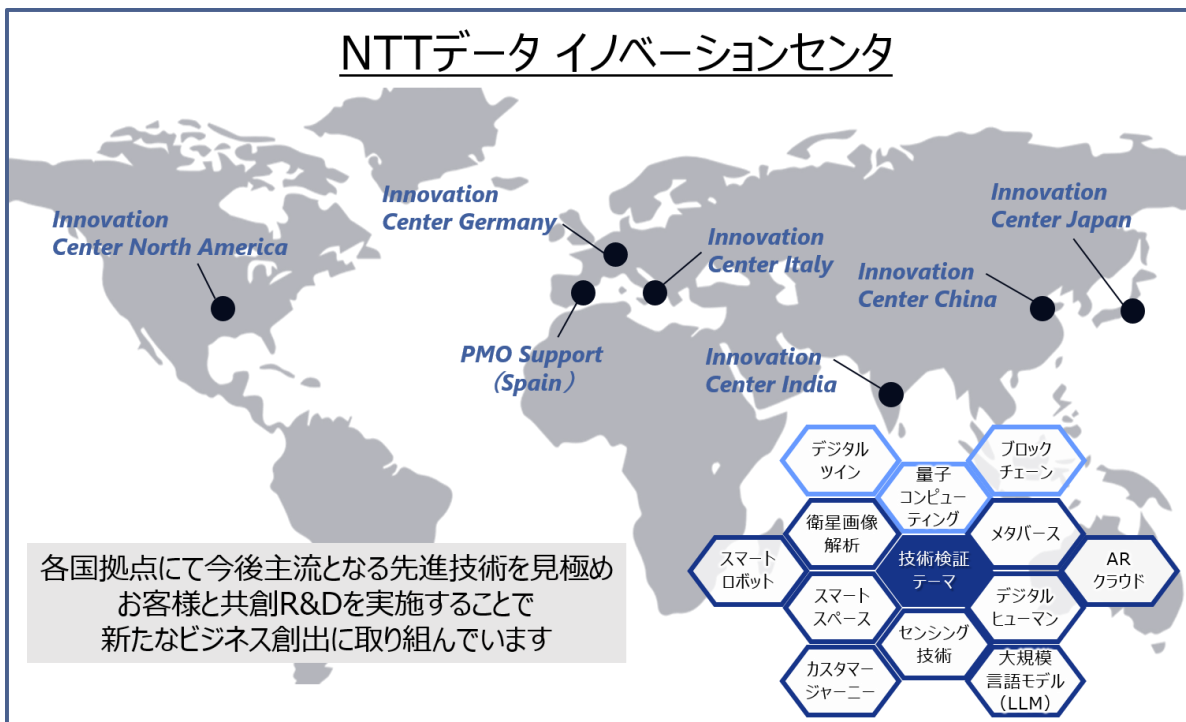 NTTデータ イノベーションセンタ
Innovation
Center North America
Innovation
Center Germany
Innovation
Center Italy
Innovation
Center Japan
Innovation
Center China
PMO Support
（Spain）
Innovation
Center India
デジタル
ツイン
ブロック
チェーン
量子
コンピュー
ティング
衛星画像
解析
メタバース
スマート
ロボット
技術検証
テーマ
AR
クラウド
スマート
スペース
デジタル
ヒューマン
センシング
技術
カスタマー
ジャーニー
大規模
言語モデル
（LLM）
各国拠点にて今後主流となる先進技術を見極め
お客様と共創R&Dを実施することで
新たなビジネス創出に取り組んでいます